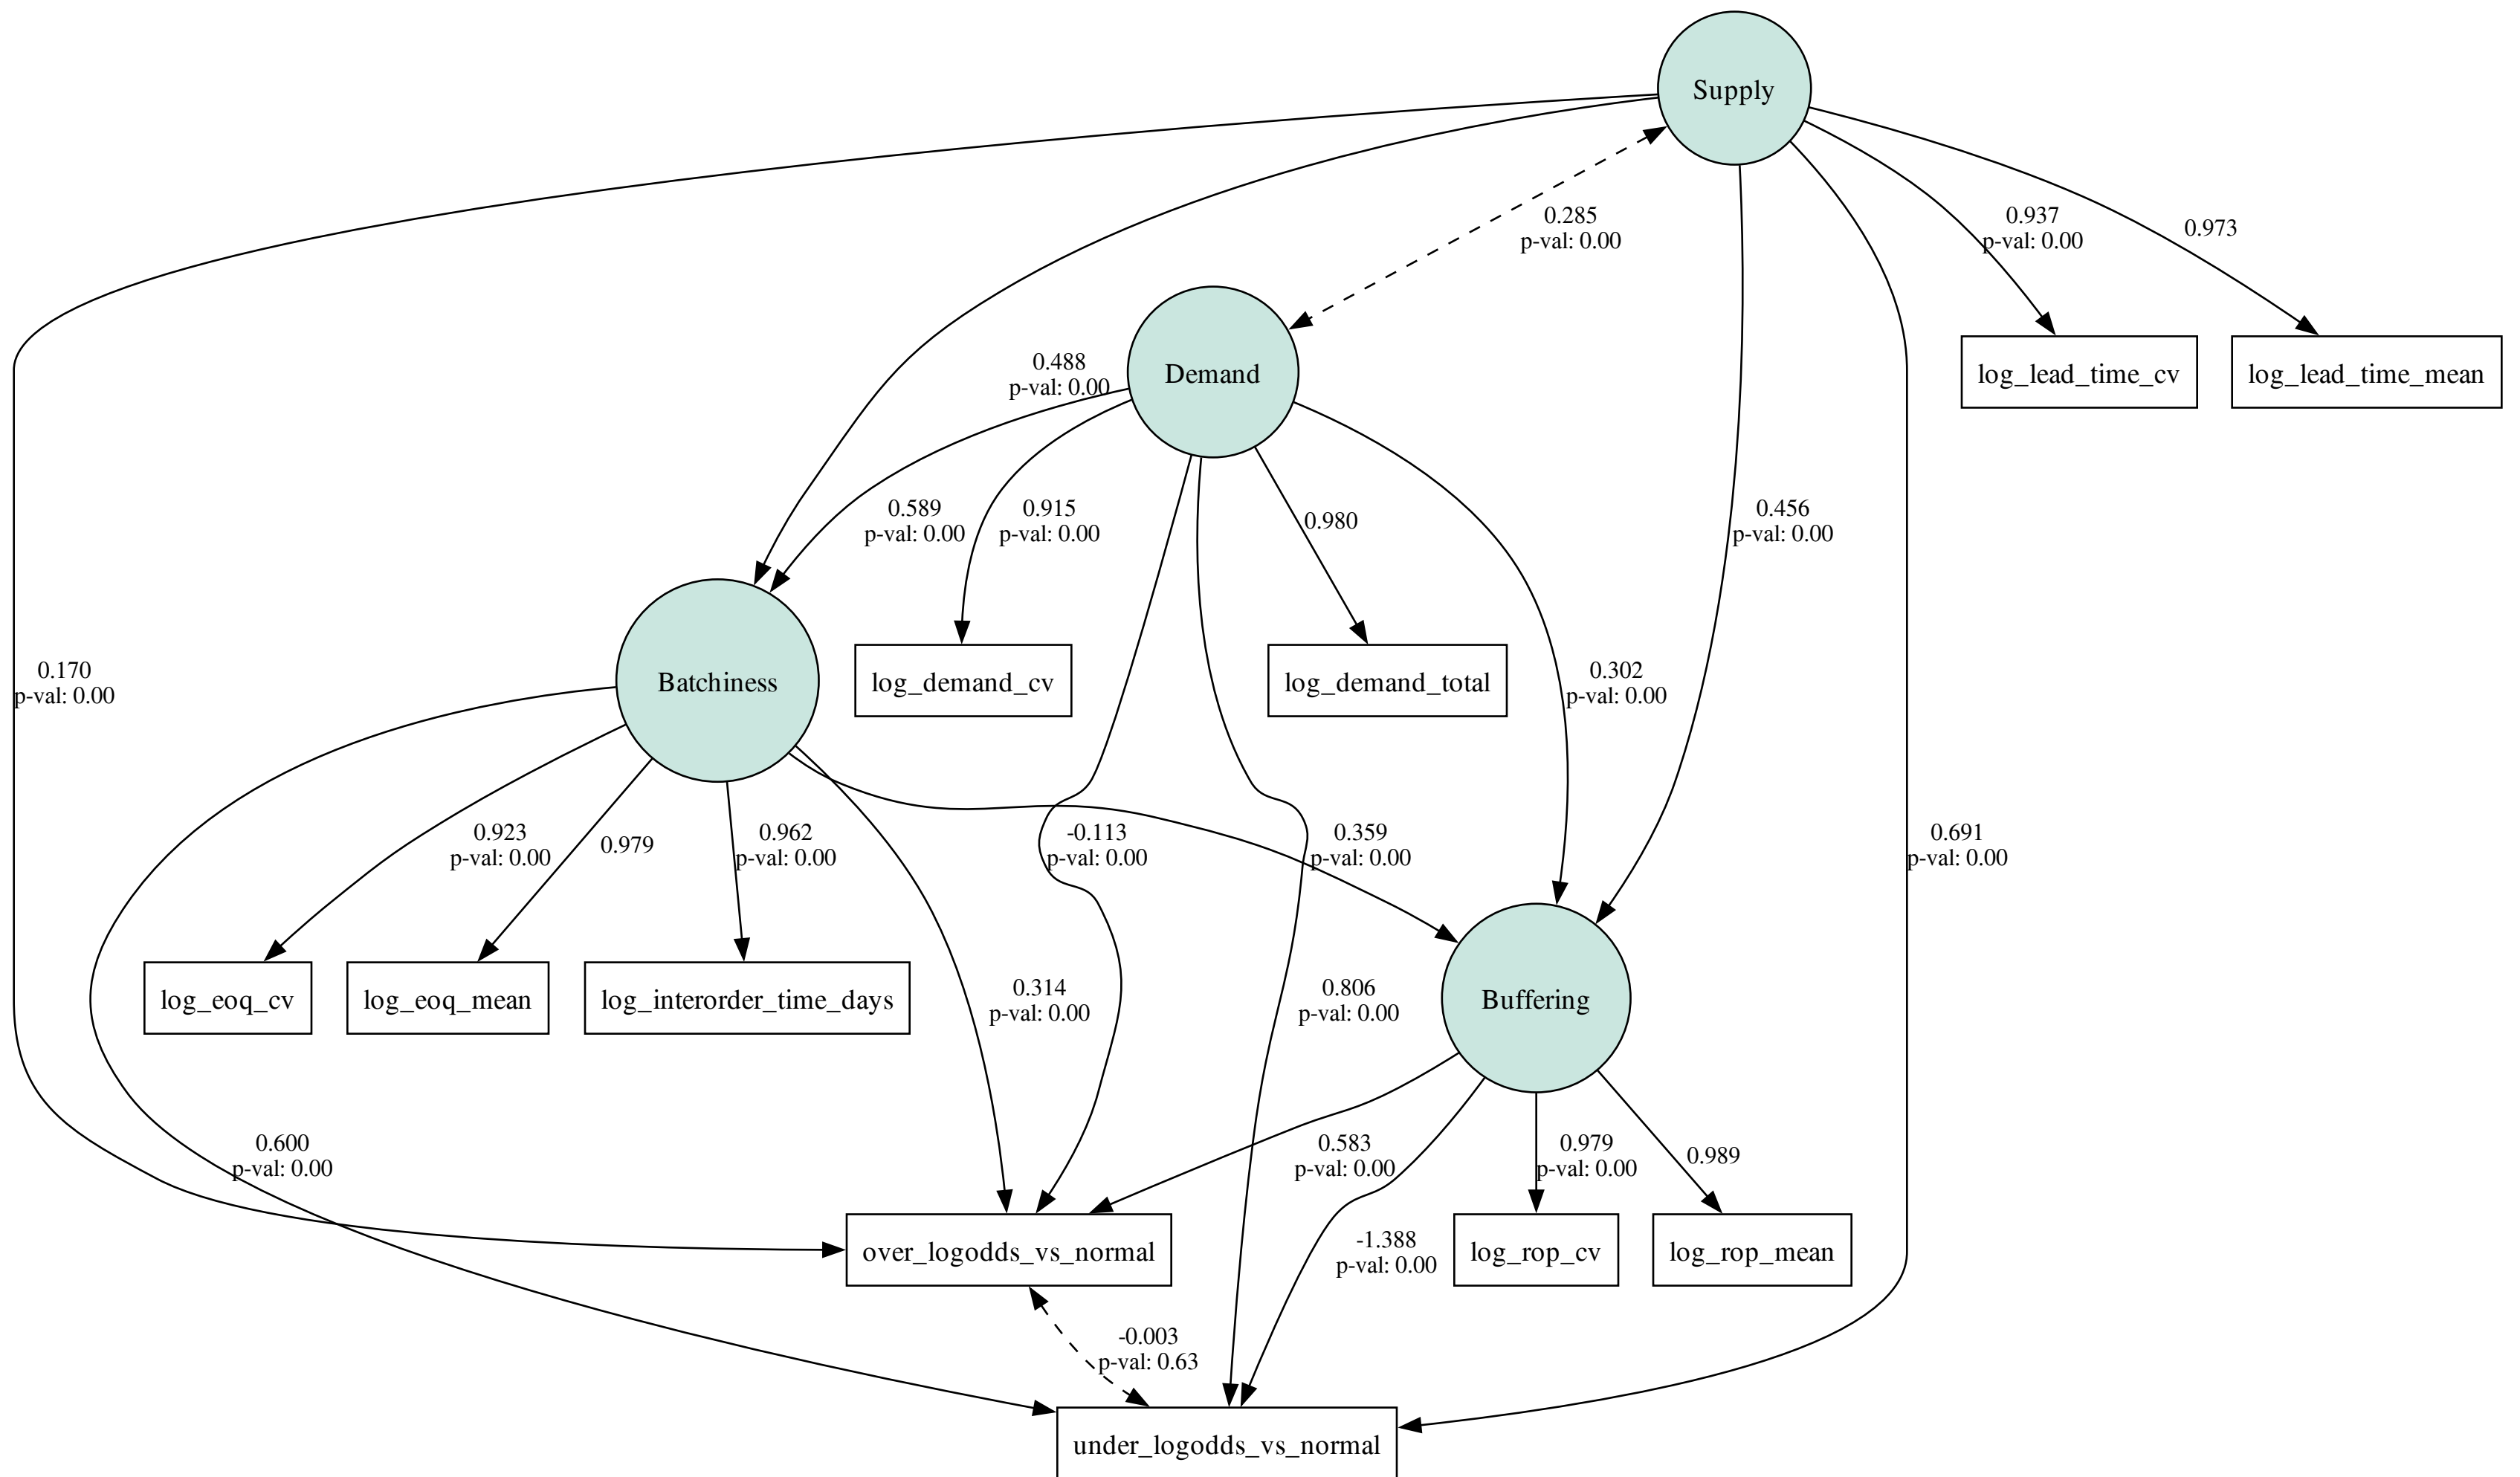 Supply
0.285
p-val: 0.00
0.937
p-val: 0.00
0.973
0.488
p-val: 0.00
Demand
log_lead_time_cv
log_lead_time_mean
0.589
p-val: 0.00
0.915
p-val: 0.00
0.980
0.456
p-val: 0.00
0.170
p-val: 0.00
Batchiness
log_demand_cv
log_demand_total
0.302
p-val: 0.00
0.923
p-val: 0.00
0.979
0.962
p-val: 0.00
-0.113
p-val: 0.00
0.359
p-val: 0.00
0.691
p-val: 0.00
log_eoq_cv
log_eoq_mean
log_interorder_time_days
0.314
p-val: 0.00
0.806
p-val: 0.00
Buffering
0.600
p-val: 0.00
0.583
p-val: 0.00
0.979
p-val: 0.00
0.989
over_logodds_vs_normal
-1.388
p-val: 0.00
log_rop_cv
log_rop_mean
-0.003
p-val: 0.63
under_logodds_vs_normal